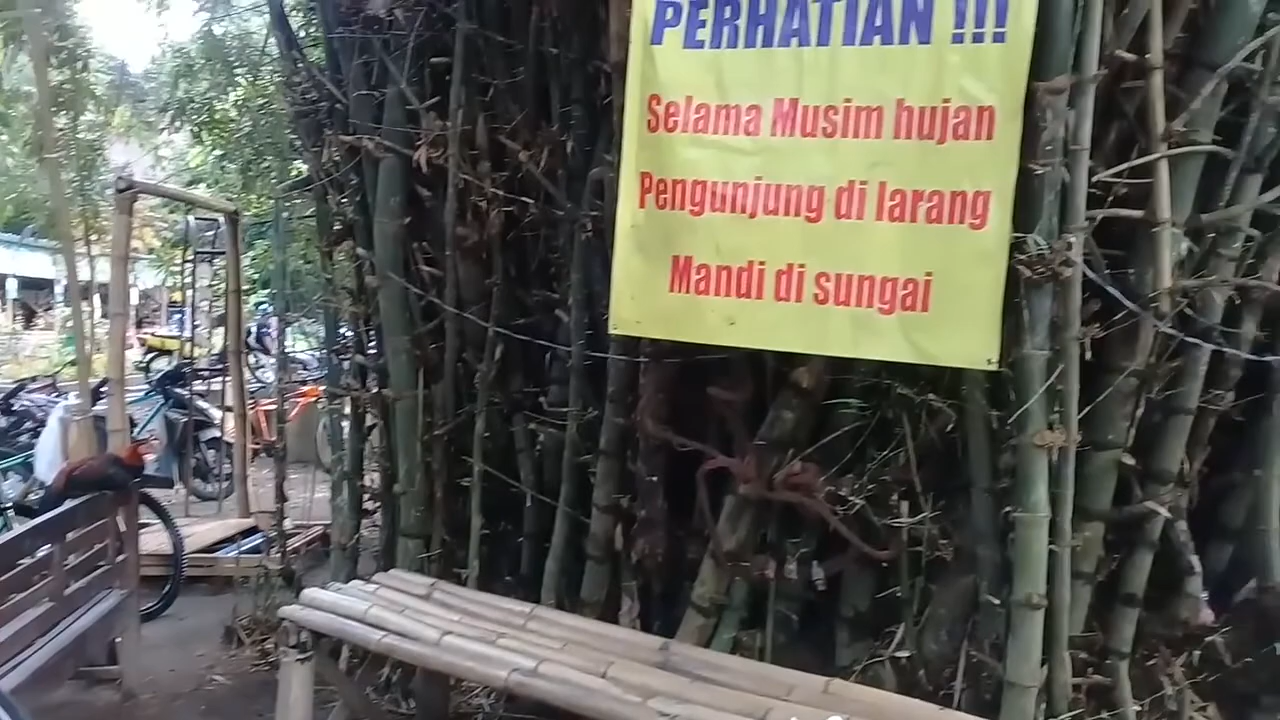 PERHATIAN !!!
Selama Musim hujan
Pengunjung di larang
Mandi di sungai